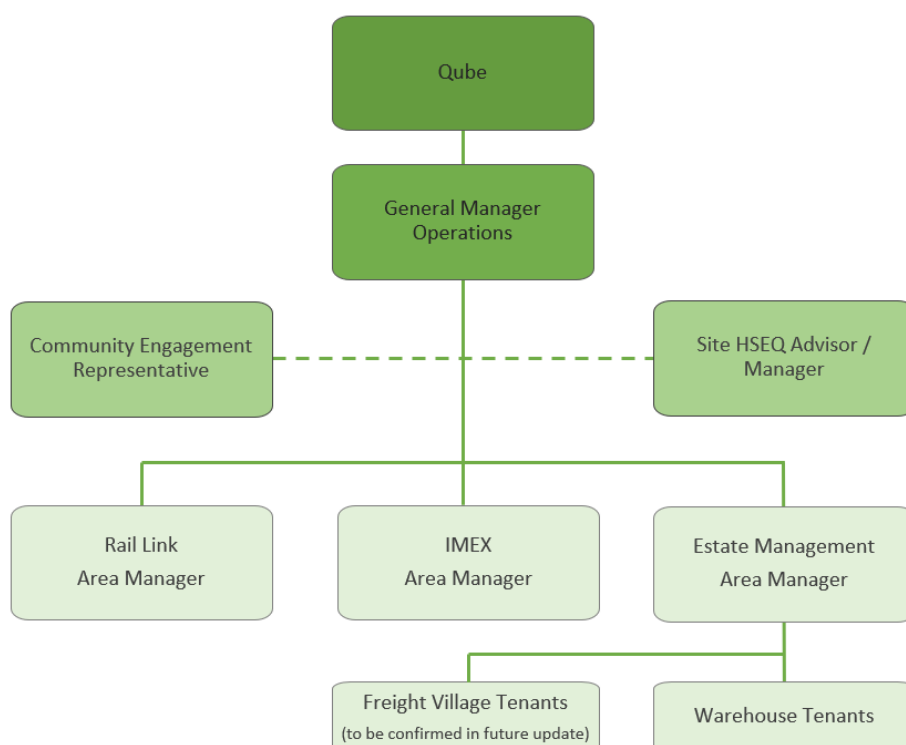 Qube
General Manager
Operations
Community Engagement
Representative
Site HSEQ Advisor /
Manager
Rail Link
Area Manager
IMEX
Area Manager
Estate Management
Area Manager
Freight Village Tenants
(to be confirmed in future update)
Warehouse Tenants